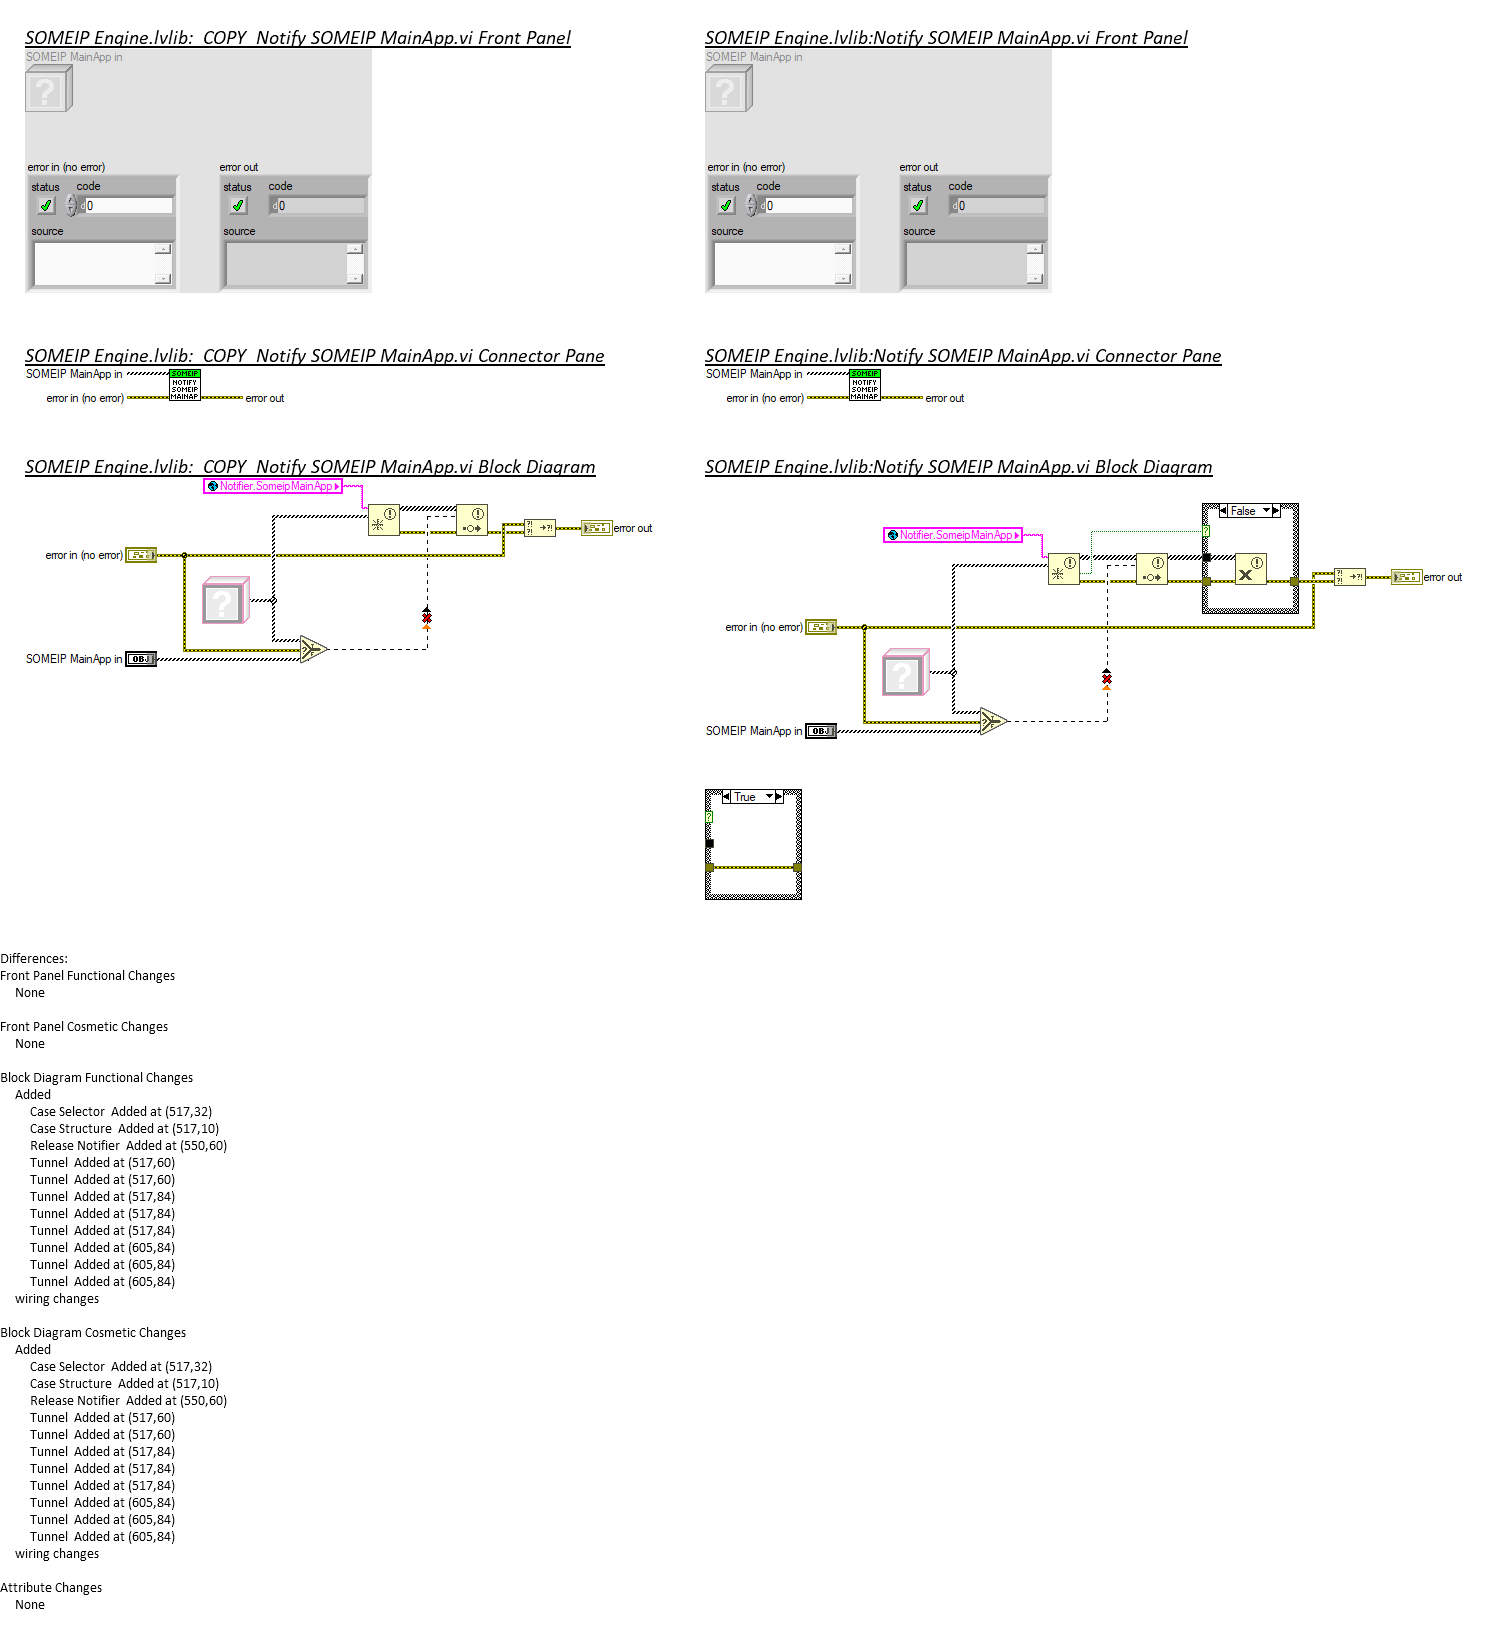 SOMEIP Engine.lvlib:_COPY_Notify SOMEIP MainApp.vi Front Panel
SOMEIP MainApp in
?
error in (no error)
error out
status
code
status
code
d 0
d 0
source
source
SOMEIP Engine.lvlib:Notify SOMEIP MainApp.vi Front Panel
SOMEIP MainApp in
?
error in (no error)
error out
status
code
status
code
d 0
d 0
source
source
SOMEIP Engine.lvlib:_COPY_Notify SOMEIP MainApp.vi Connector Pane
SOMEIP MainApp in
SOMEIP
NOTIFY
SOMEIP
MAINAP
error in (no error)
error out
SOMEIP Engine.lvlib:Notify SOMEIP MainApp.vi Connector Pane
SOMEIP MainApp in
SOMEIP
NOTIFY
SOMEIP
MAINAP
error in (no error)
error out
SOMEIP Engine.lvlib:_COPY_Notify SOMEIP MainApp.vi Block Diagram
Notifier.SomeipMainApp
error out
error in (no error)
?
SOMEIP MainApp in
OBJ
SOMEIP Engine.lvlib:Notify SOMEIP MainApp.vi Block Diagram
False
?
Notifier.SomeipMainApp
error out
error in (no error)
?
SOMEIP MainApp in
OBJ
True
?
Differences:
Front Panel Functional Changes
None
Front Panel Cosmetic Changes
None
Block Diagram Functional Changes
Added
Case Selector  Added at (517,32)
Case Structure  Added at (517,10)
Release Notifier  Added at (550,60)
Tunnel  Added at (517,60)
Tunnel  Added at (517,60)
Tunnel  Added at (517,84)
Tunnel  Added at (517,84)
Tunnel  Added at (517,84)
Tunnel  Added at (605,84)
Tunnel  Added at (605,84)
Tunnel  Added at (605,84)
wiring changes
Block Diagram Cosmetic Changes
Added
Case Selector  Added at (517,32)
Case Structure  Added at (517,10)
Release Notifier  Added at (550,60)
Tunnel  Added at (517,60)
Tunnel  Added at (517,60)
Tunnel  Added at (517,84)
Tunnel  Added at (517,84)
Tunnel  Added at (517,84)
Tunnel  Added at (605,84)
Tunnel  Added at (605,84)
Tunnel  Added at (605,84)
wiring changes
Attribute Changes
None